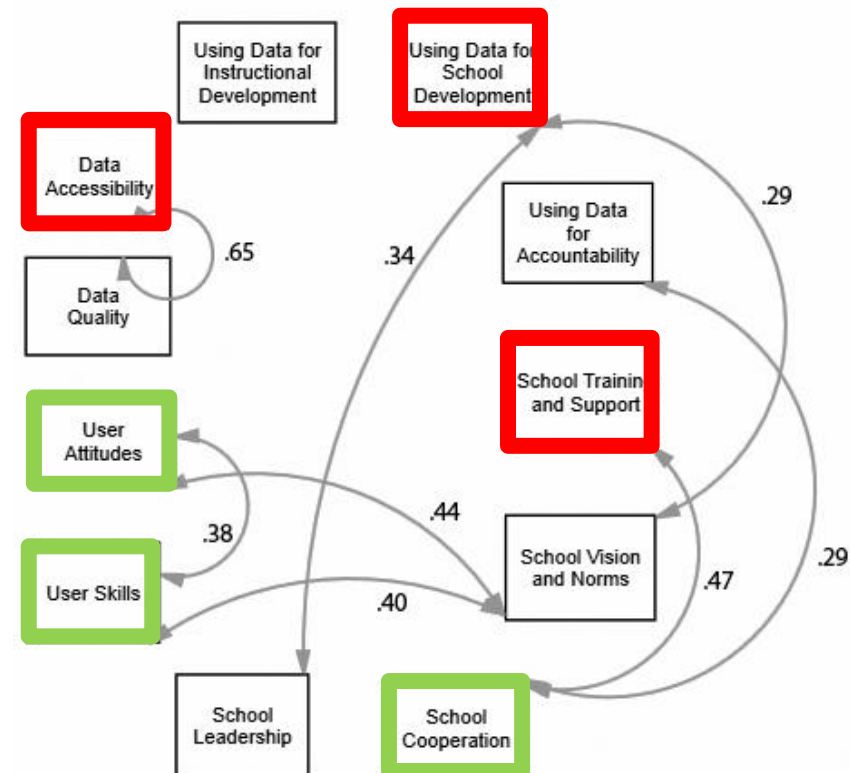 Using Data for
Instructional
Development
Using Data for
School
Development
Data
Accessibility
.65
Data
Quality
.34
Using Data
for
Accountability
.29
School Trainin
and Support
User
Attitudes
.38
.44
User Skills
.40
School Vision
and Norms
.47
.29
School
Leadership
School
Cooperation